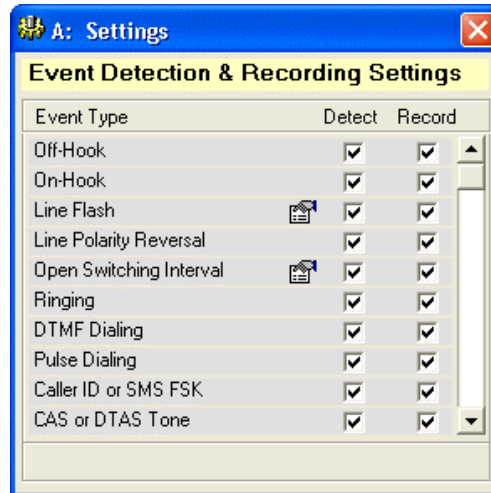 A: Settings
Event Detection & Recording Settings
Event Type Detect Record
Off-Hook
On-Hook
Line Flash
Line Polarity Reversal
Open Switching Interval
Ringing
DTMF Dialing
Pulse Dialing
Caller ID or SMS FSK
CAS or DTAS Tone